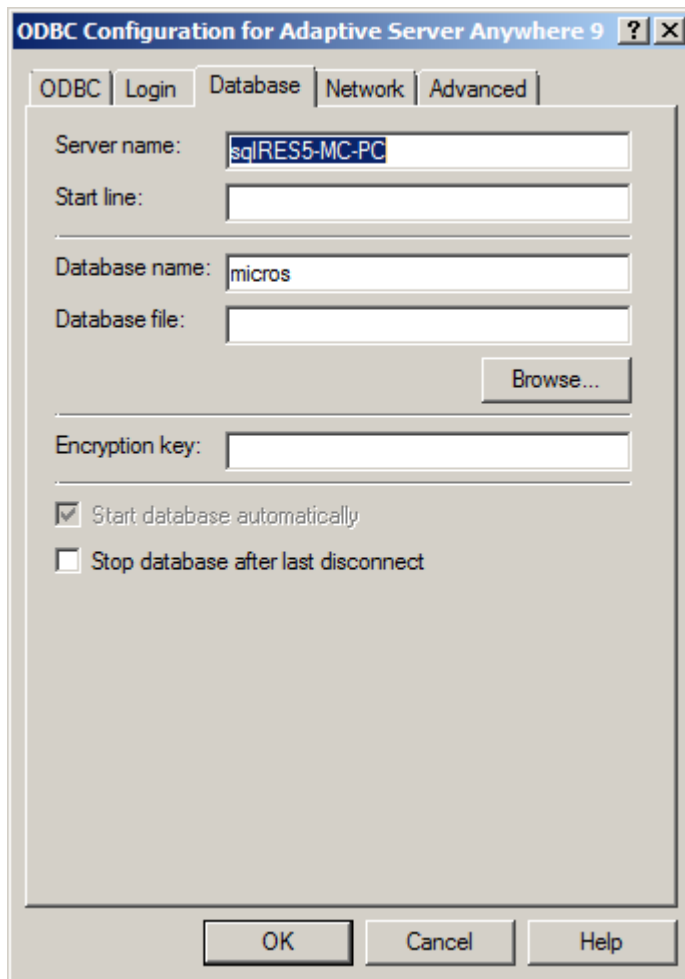 ODBC Configuration for Adaptive Server Anywhere 9
ODBC Login Database Network Advanced
Server name: sqlRES5-MC-PC
Start line:
Database name: micros
Database file:
Browse...
Encryption key:
Start database automatically
Stop database after last disconnect
OK Cancel Help